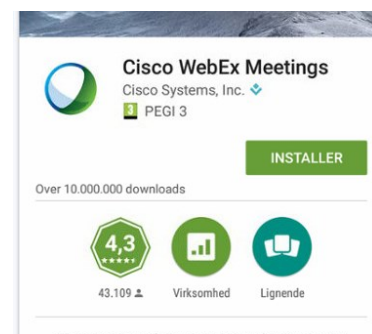 Cisco WebEx Meetings
Cisco Systems, Inc.
3 PEGI 3
INSTALLER
Over 10.000.000 downloads
4,3
43.109
Virksomhed
Lignende